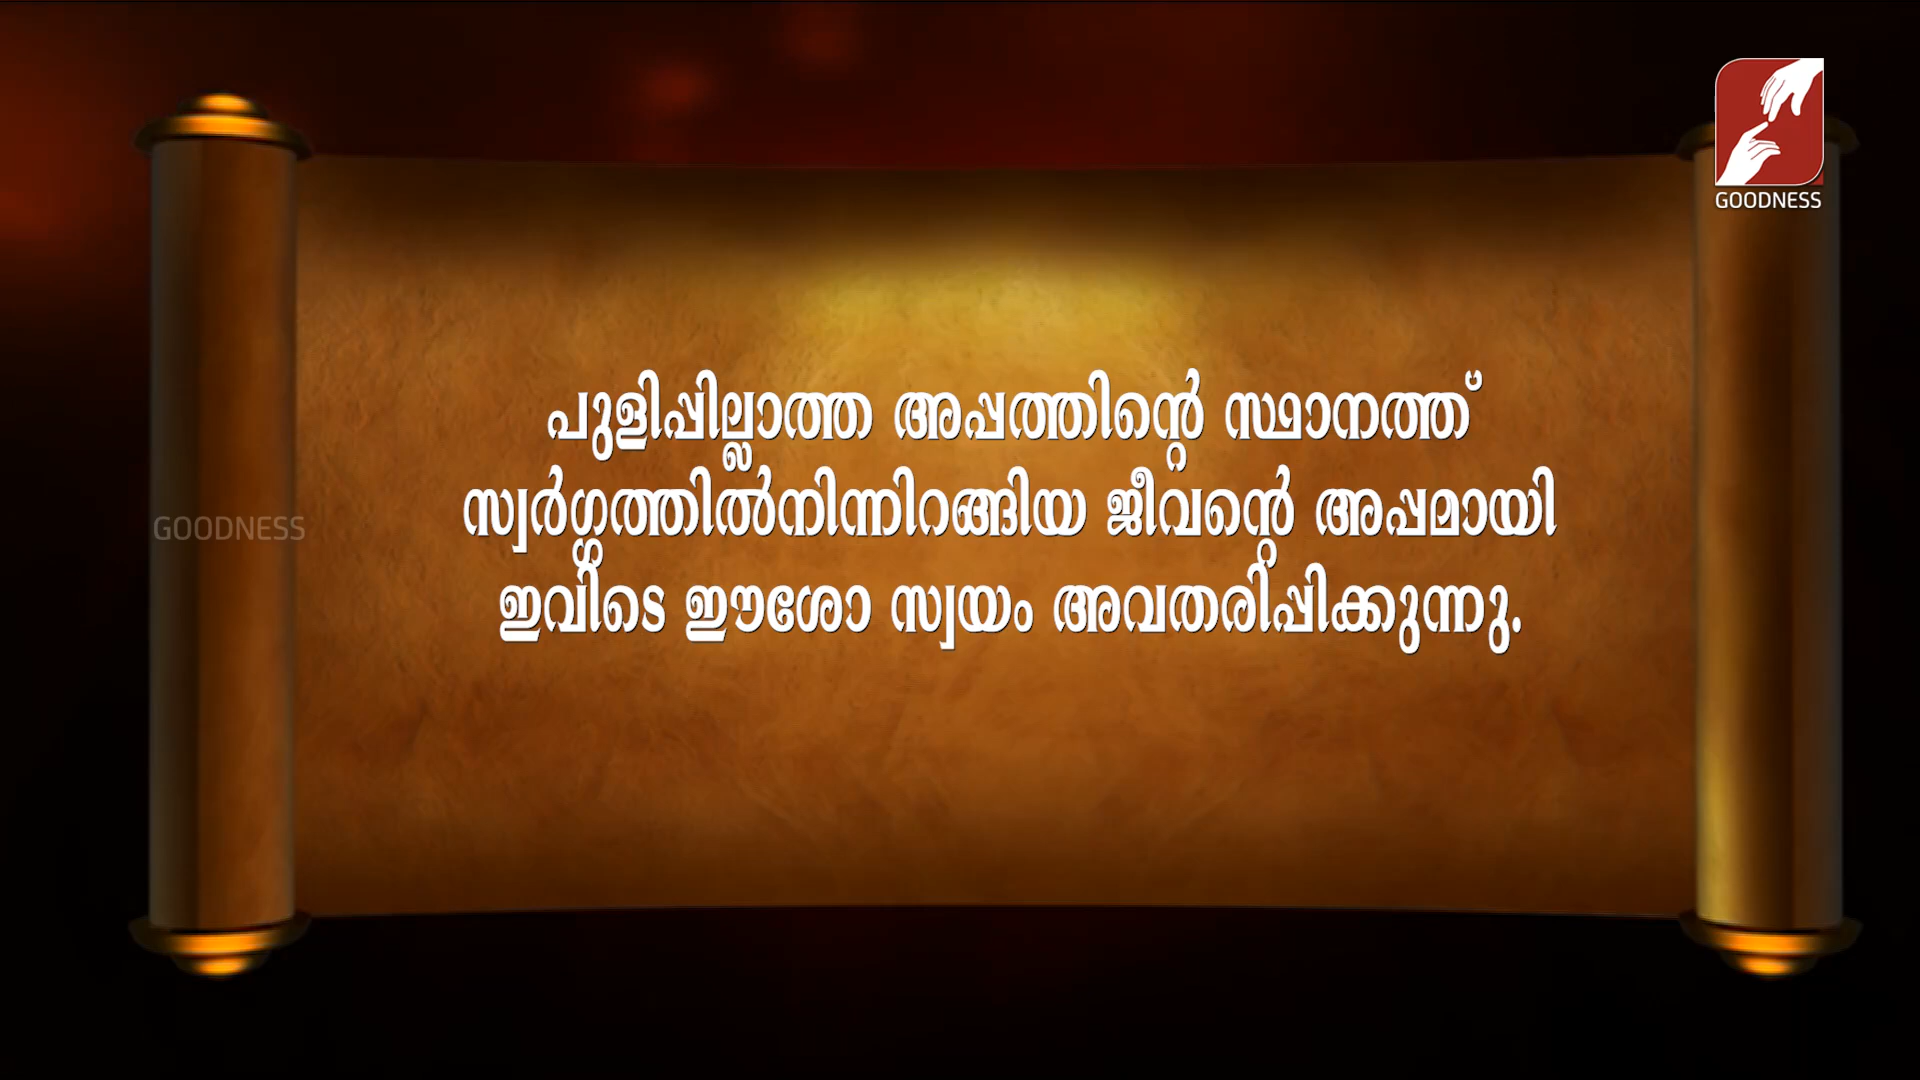 GOODNESS
പുളിപ്പില്ലാത്ത അപ്പത്തിന്റെ സ്ഥാനത്ത്
സ്വർഗ്ഗത്തിൽനിന്നിറങ്ങിയ ജീവന്റെ അപ്പമായി
GOODNESS
ഇവിടെ ഈശോ സ്വയം അവതരിപ്പിക്കുന്നു.